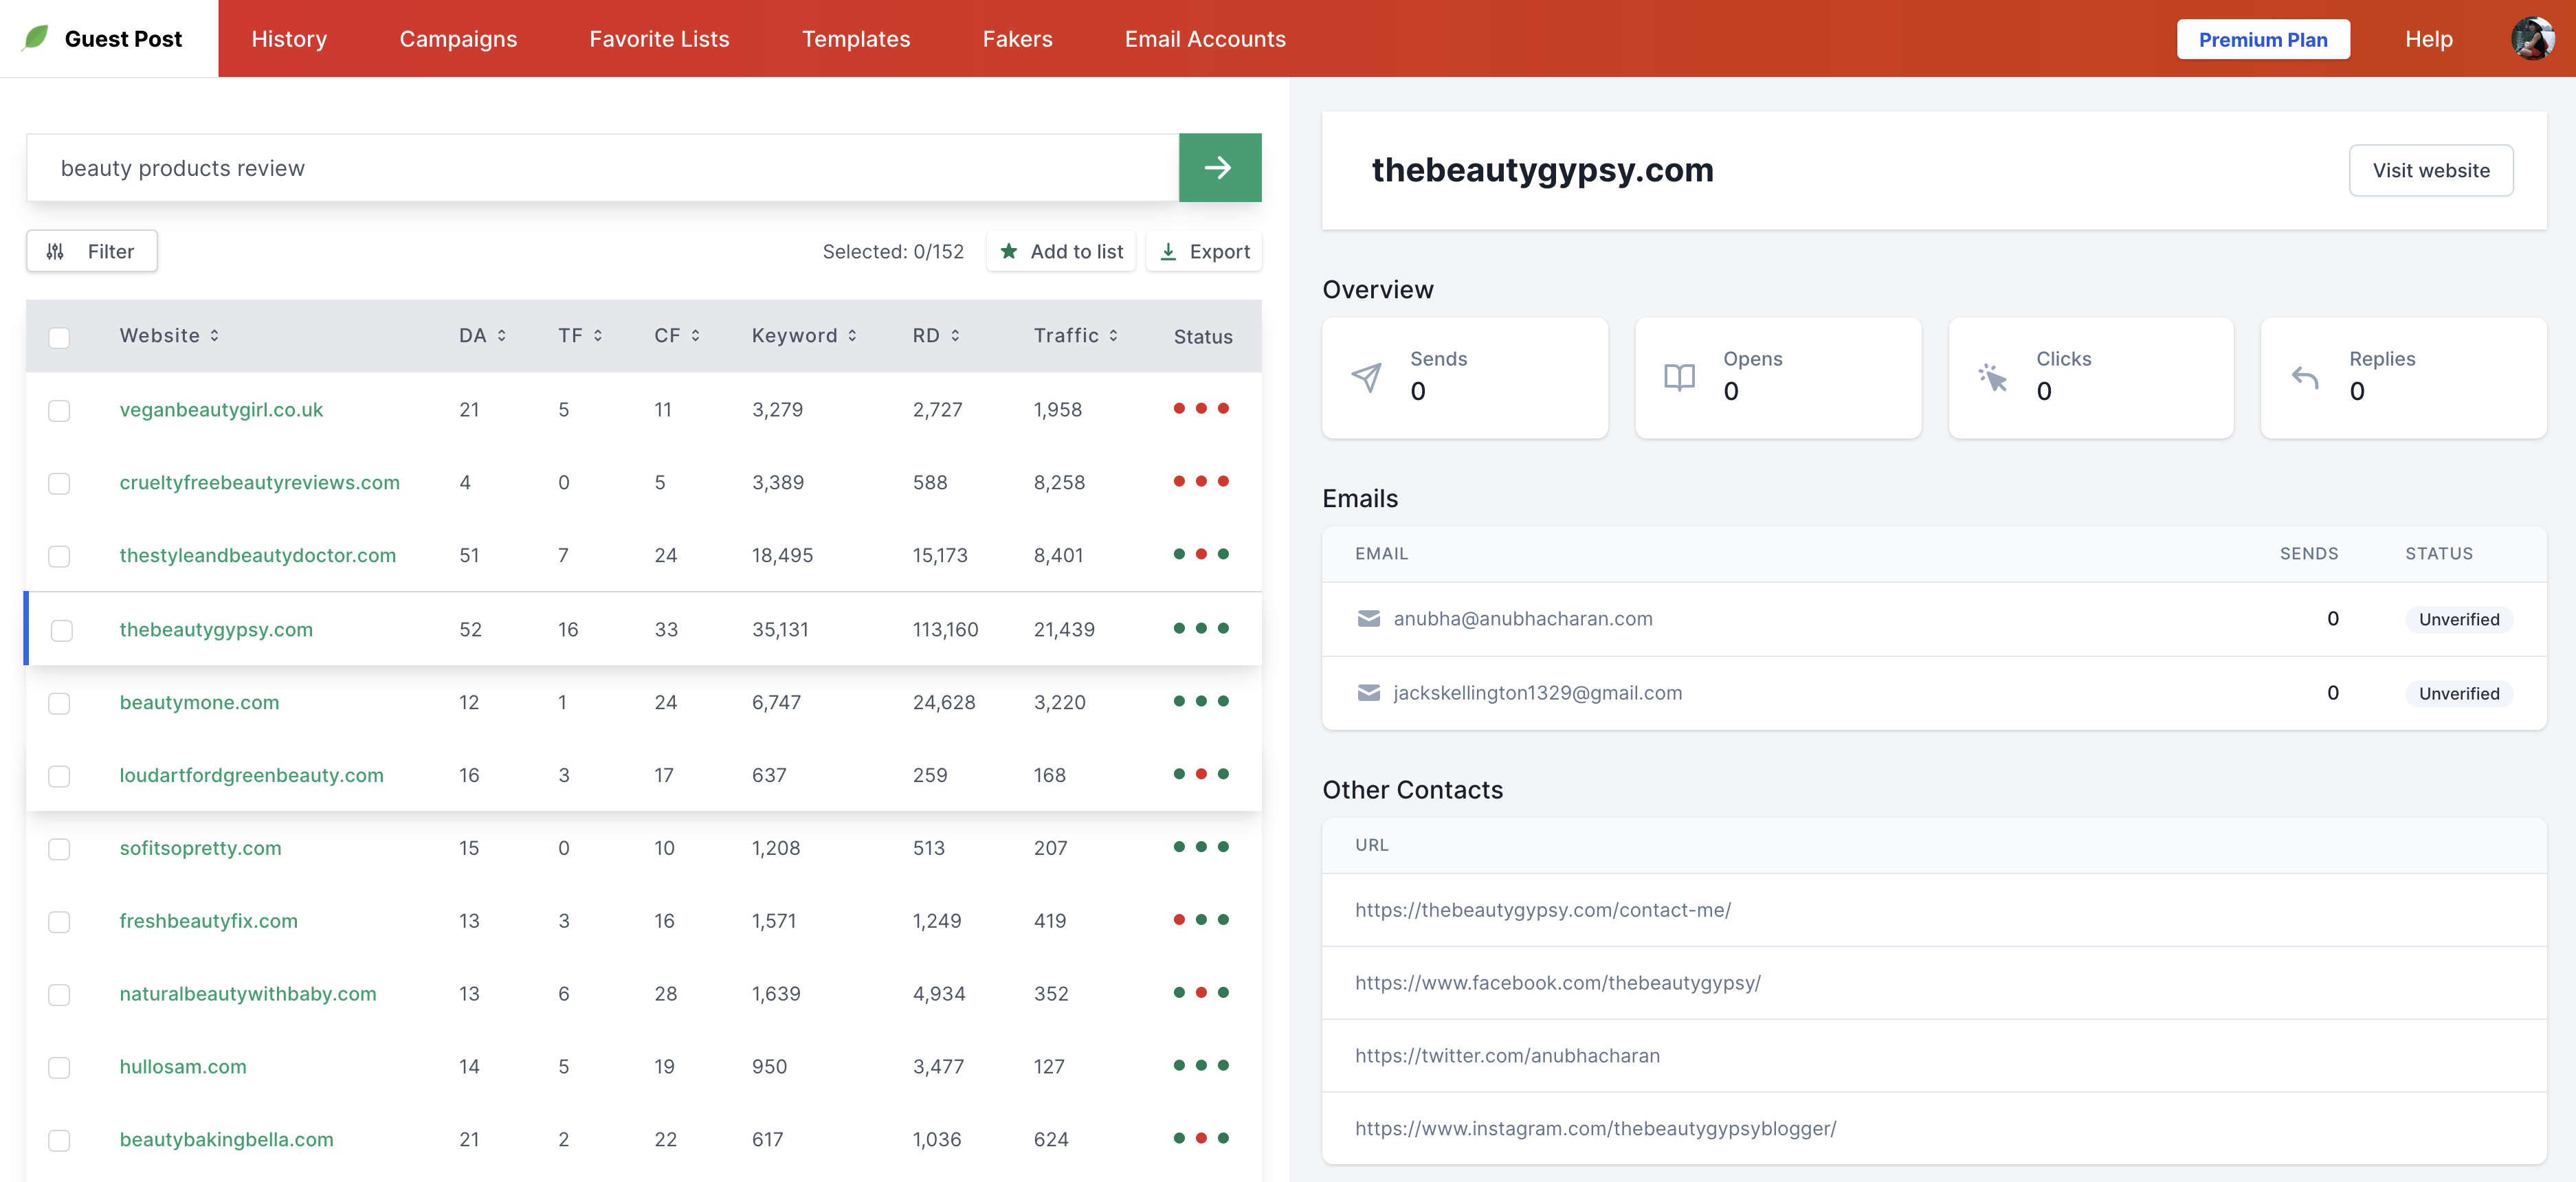 Guest Post History Campaigns Favorite Lists Templates Fakers Email Accounts Premium Plan Help
beauty products review
Filter Selected: 0/152 Add to list Export
Website DA TF CF Keyword RD Traffic Status
veganbeautygirl.co.uk 21 5 11 3,279 2,727 1,958
crueltyfreebeautyreviews.com 4 0 5 3,389 588 8,258
thestyleandbeautydoctor.com 51 7 24 18,495 15,173 8,401
thebeautygypsy.com 52 16 33 35,131 113,160 21,439
beautymone.com 12 1 24 6,747 24,628 3,220
loudartfordgreenbeauty.com 16 3 17 637 259 168
sofitsopretty.com 15 0 10 1,208 513 207
freshbeautyfix.com 13 3 16 1,571 1,249 419
naturalbeautywithbaby.com 13 6 28 1,639 4,934 352
hullosam.com 14 5 19 950 3,477 127
beautybakingbella.com 21 2 22 617 1,036 624
thebeautygypsy.com Visit website
Overview
Sends Opens Clicks Replies
0 0 0 0
Emails
EMAIL SENDS STATUS
anubha@anubhacharan.com 0 Unverified
jackskellington1329@gmail.com 0 Unverified
Other Contacts
URL
https://thebeautygypsy.com/contact-me/
https://www.facebook.com/thebeautygypsy/
https://twitter.com/anubhacharan
https://www.instagram.com/thebeautygypsyblogger/